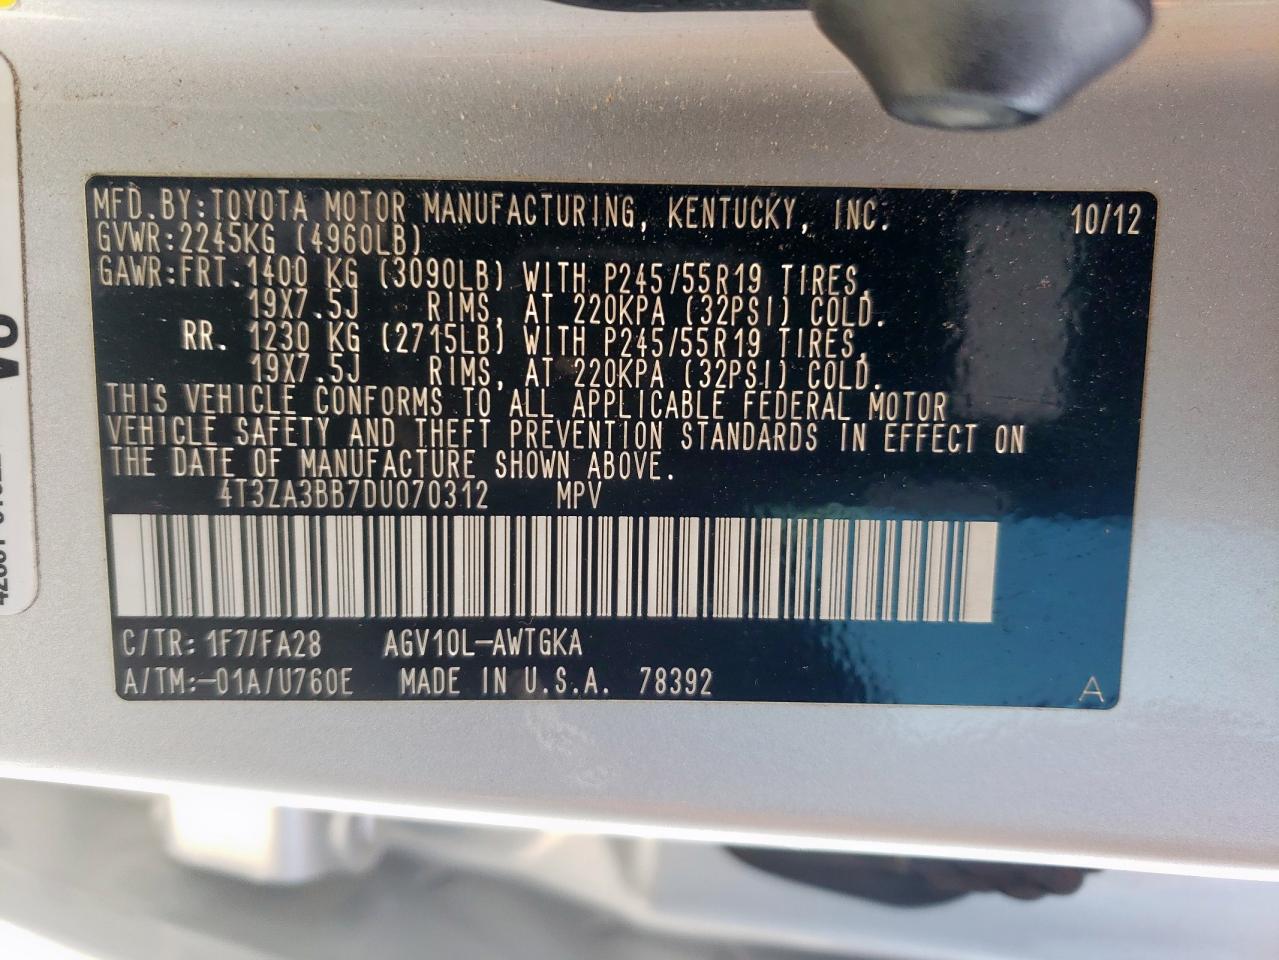 MFD.BY:TOYOTA MOTOR MANUFACTURING, KENTUCKY, INC. 10/12
GVWR:2245KG (4960LB)
GAWR:FRT.1400 KG (3090LB) WITH P245/55R19 TIRES,
19X7.5J RIMS, AT 220KPA (32PSI) COLD.
RR. 1230 KG (2715LB) WITH P245/55R19 TIRES,
19X7.5J RIMS, AT 220KPA (32PSI) COLD.
THIS VEHICLE CONFORMS TO ALL APPLICABLE FEDERAL MOTOR
VEHICLE SAFETY AND THEFT PREVENTION STANDARDS IN EFFECT ON
THE DATE OF MANUFACTURE SHOWN ABOVE.
4T3ZA3BB7DU070312 MPV
C/TR: 1F7/FA28 AGV10L-AWTGKA
A/TM:-01A/U760E MADE IN U.S.A. 78392
A